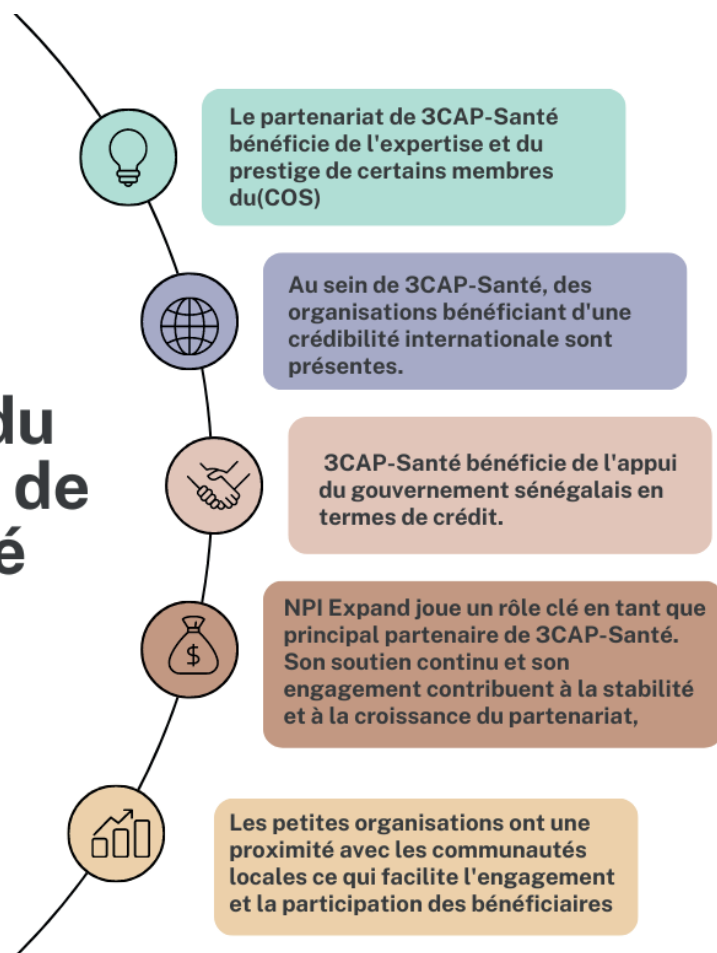 Le partenariat de 3CAP-Santé
bénéficie de l'expertise et du
prestige de certains membres
du(COS)
Au sein de 3CAP-Santé, des
organisations bénéficiant d'une
crédibilité internationale sont
présentes.
du
de
é
3CAP-Santé bénéficie de l'appui
du gouvernement sénégalais en
termes de crédit.
NPI Expand joue un rôle clé en tant que
principal partenaire de 3CAP-Santé.
Son soutien continu et son
engagement contribuent à la stabilité
et à la croissance du partenariat,
$
Les petites organisations ont une
proximité avec les communautés
locales ce qui facilite l'engagement
et la participation des bénéficiaires